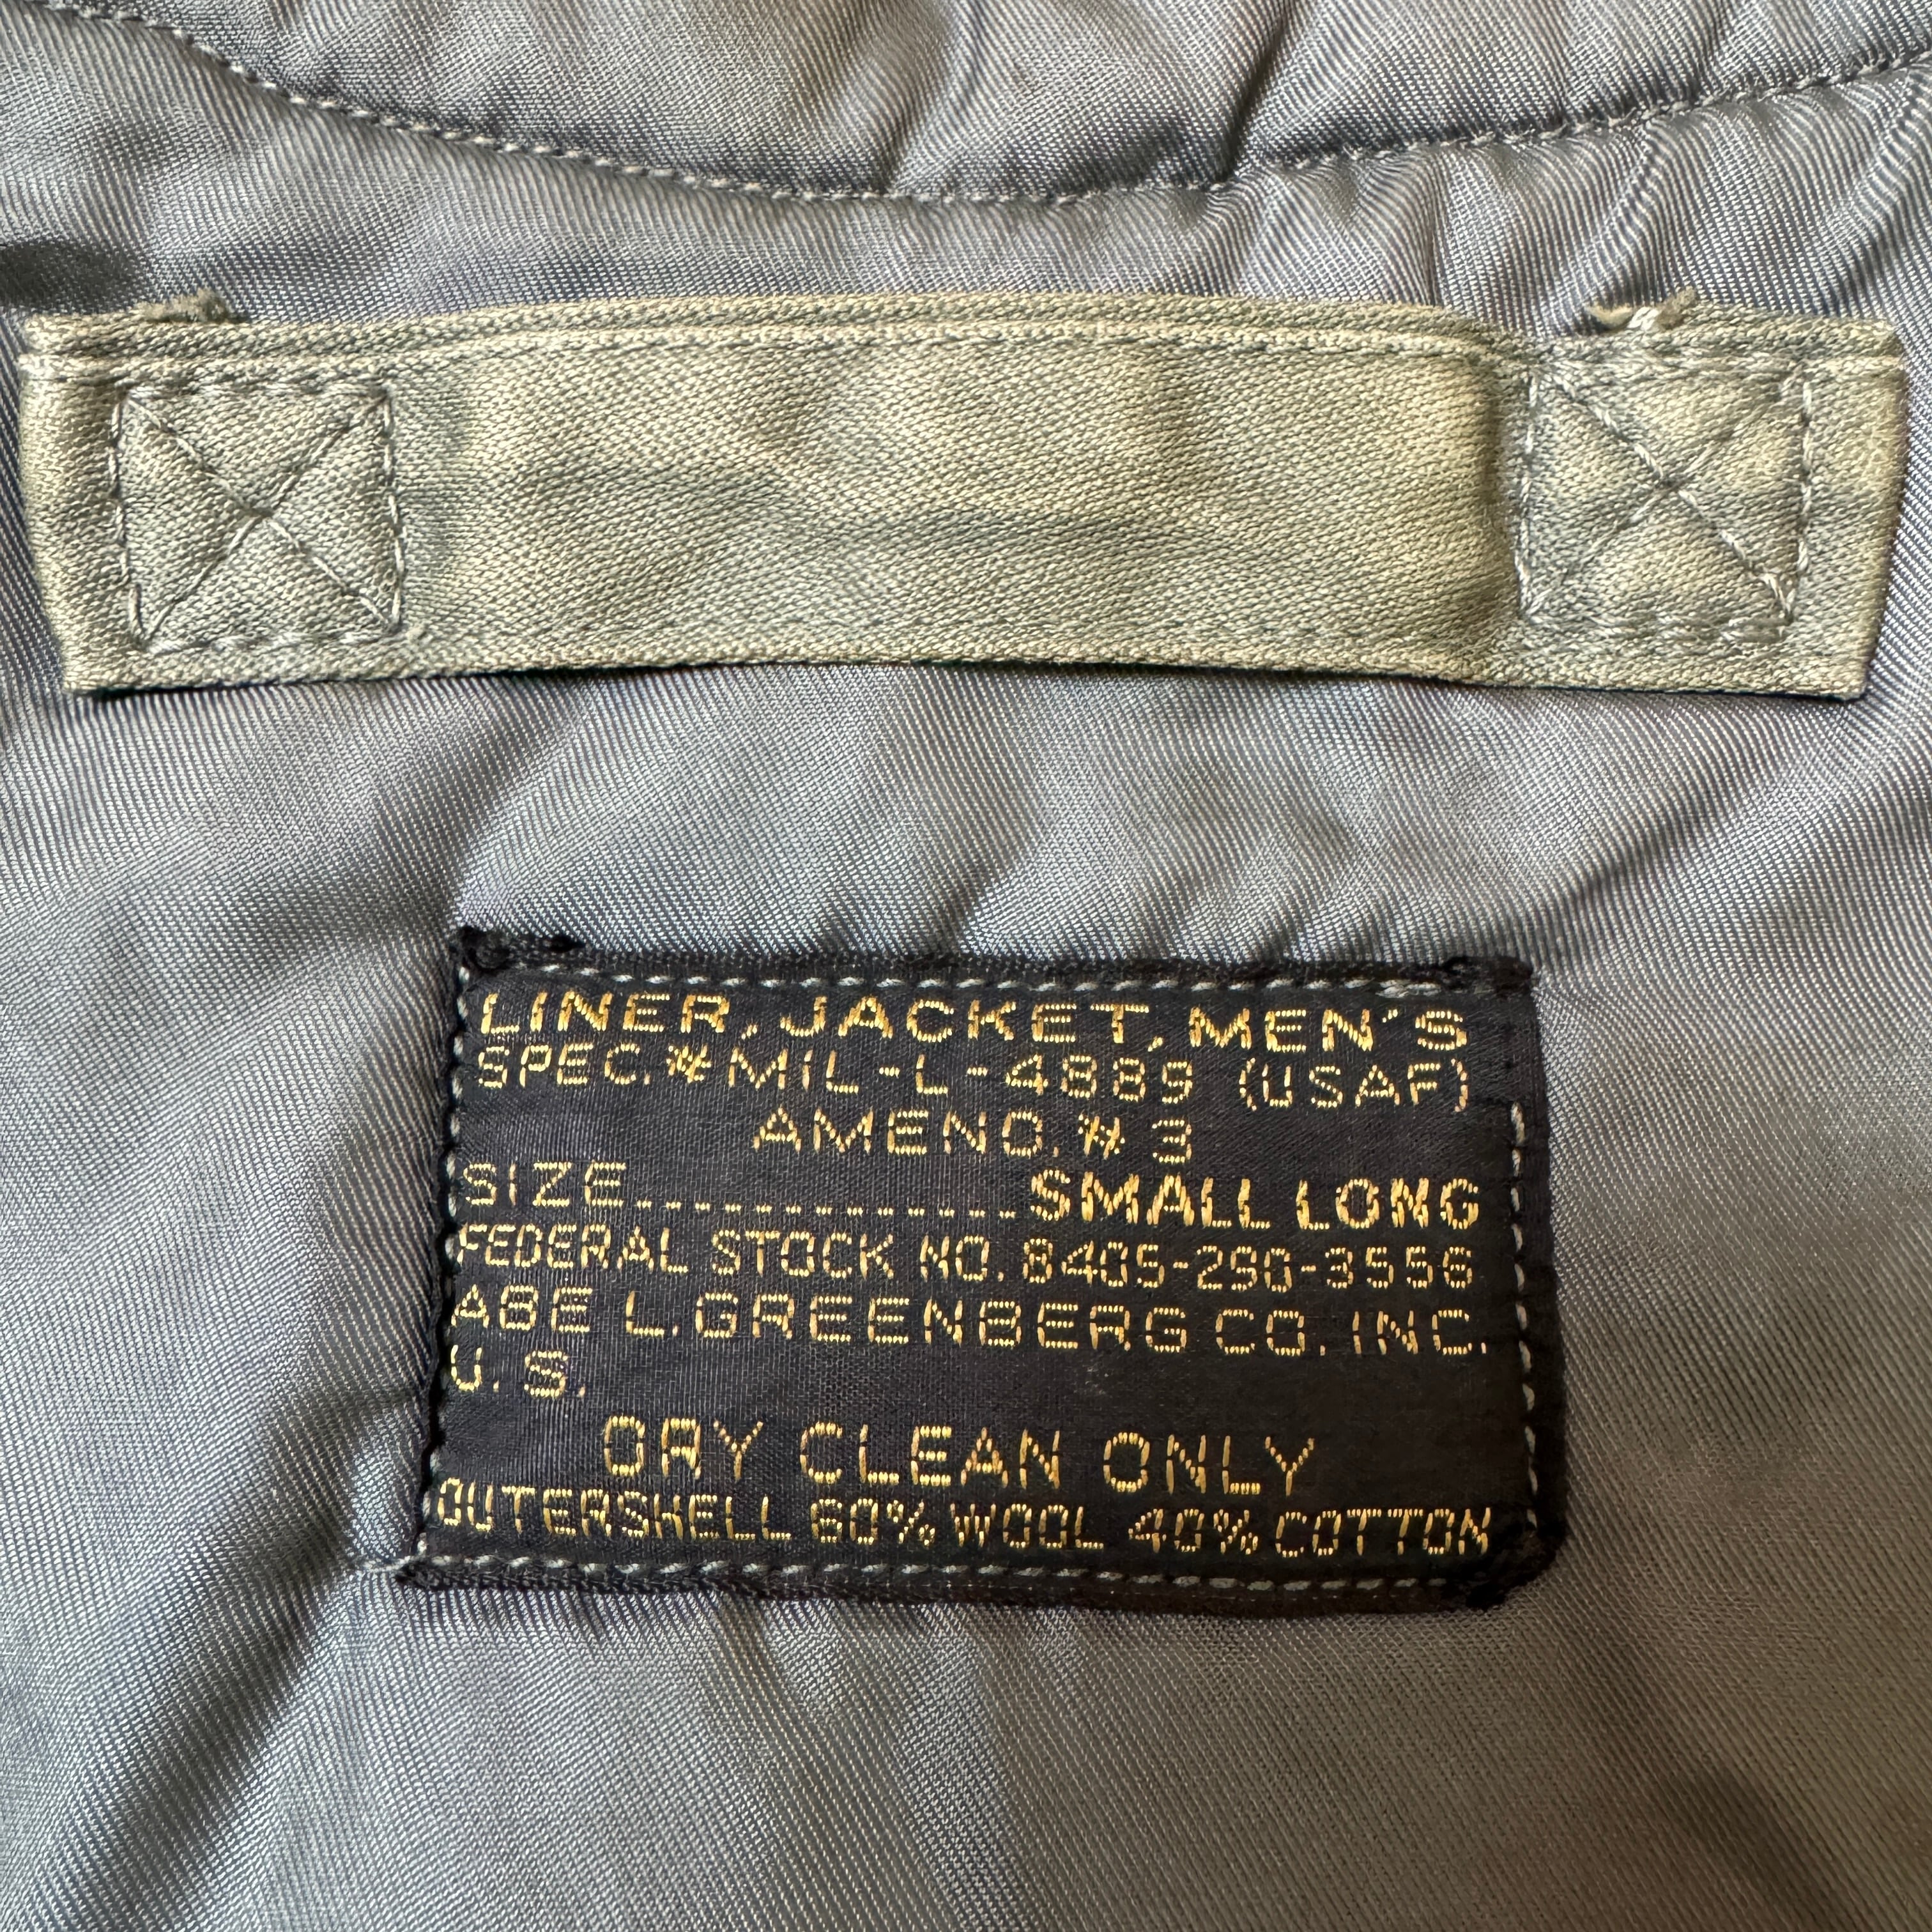 LINER, JACKET, MEN'S
SPEC. # MIL-L-4889 (USAF)
AMEND. # 3
SIZE................SMALL LONG
FEDERAL STOCK NO. 8405-290-3556
ABE L. GREENBERG CO. INC.
U. S.
DRY CLEAN ONLY
OUTERSHELL 60% WOOL 40% COTTON